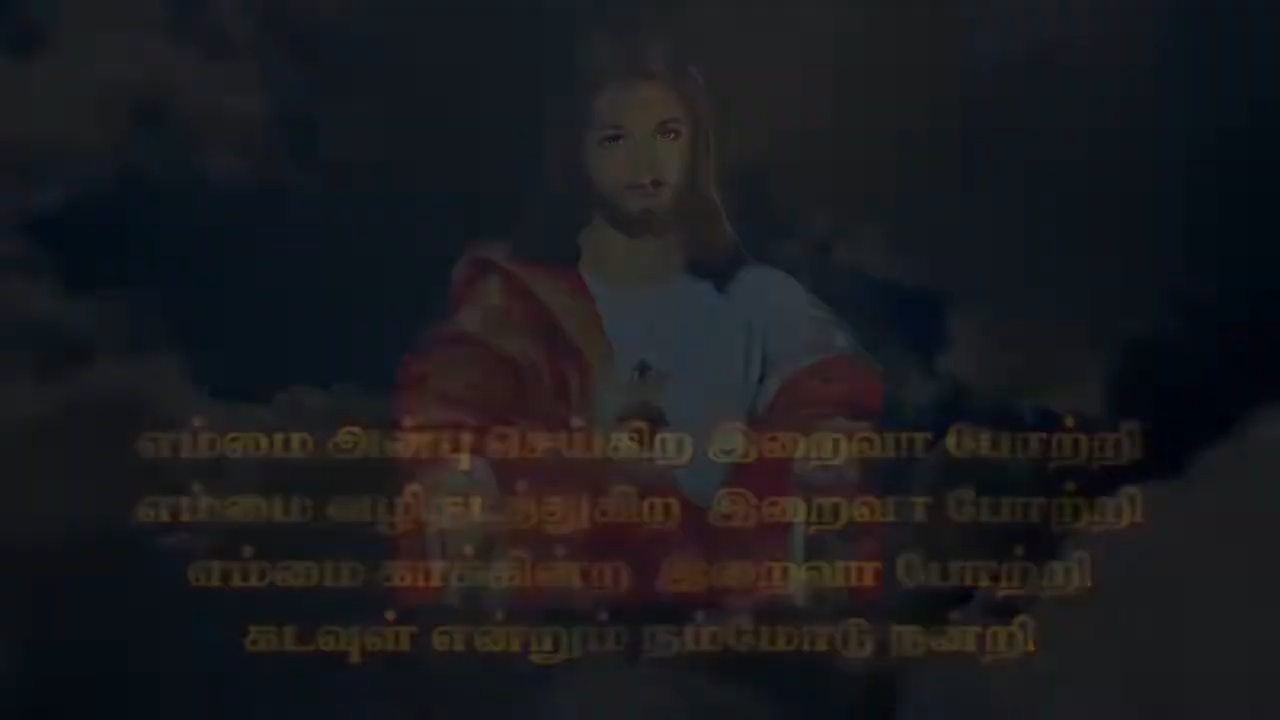 எம்மை அன்பு செய்கிற இறைவா போற்றி
எம்மை வழிநடத்துகிற இறைவா போற்றி
எம்மை காக்கின்ற இறைவா போற்றி
கடவுள் என்றும் நம்மோடு நன்றி